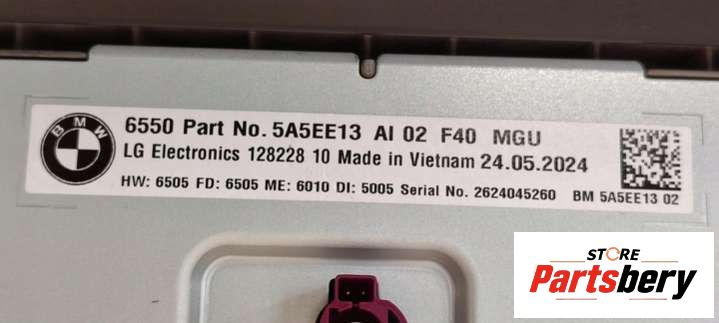 BMW
6550 Part No. 5A5EE13 AI 02 F40 MGU
LG Electronics 128228 10 Made in Vietnam 24.05.2024
HW: 6505 FD: 6505 ME: 6010 DI: 5005 Serial No. 2624045260
BM 5A5EE13 02
STORE
Partsbery